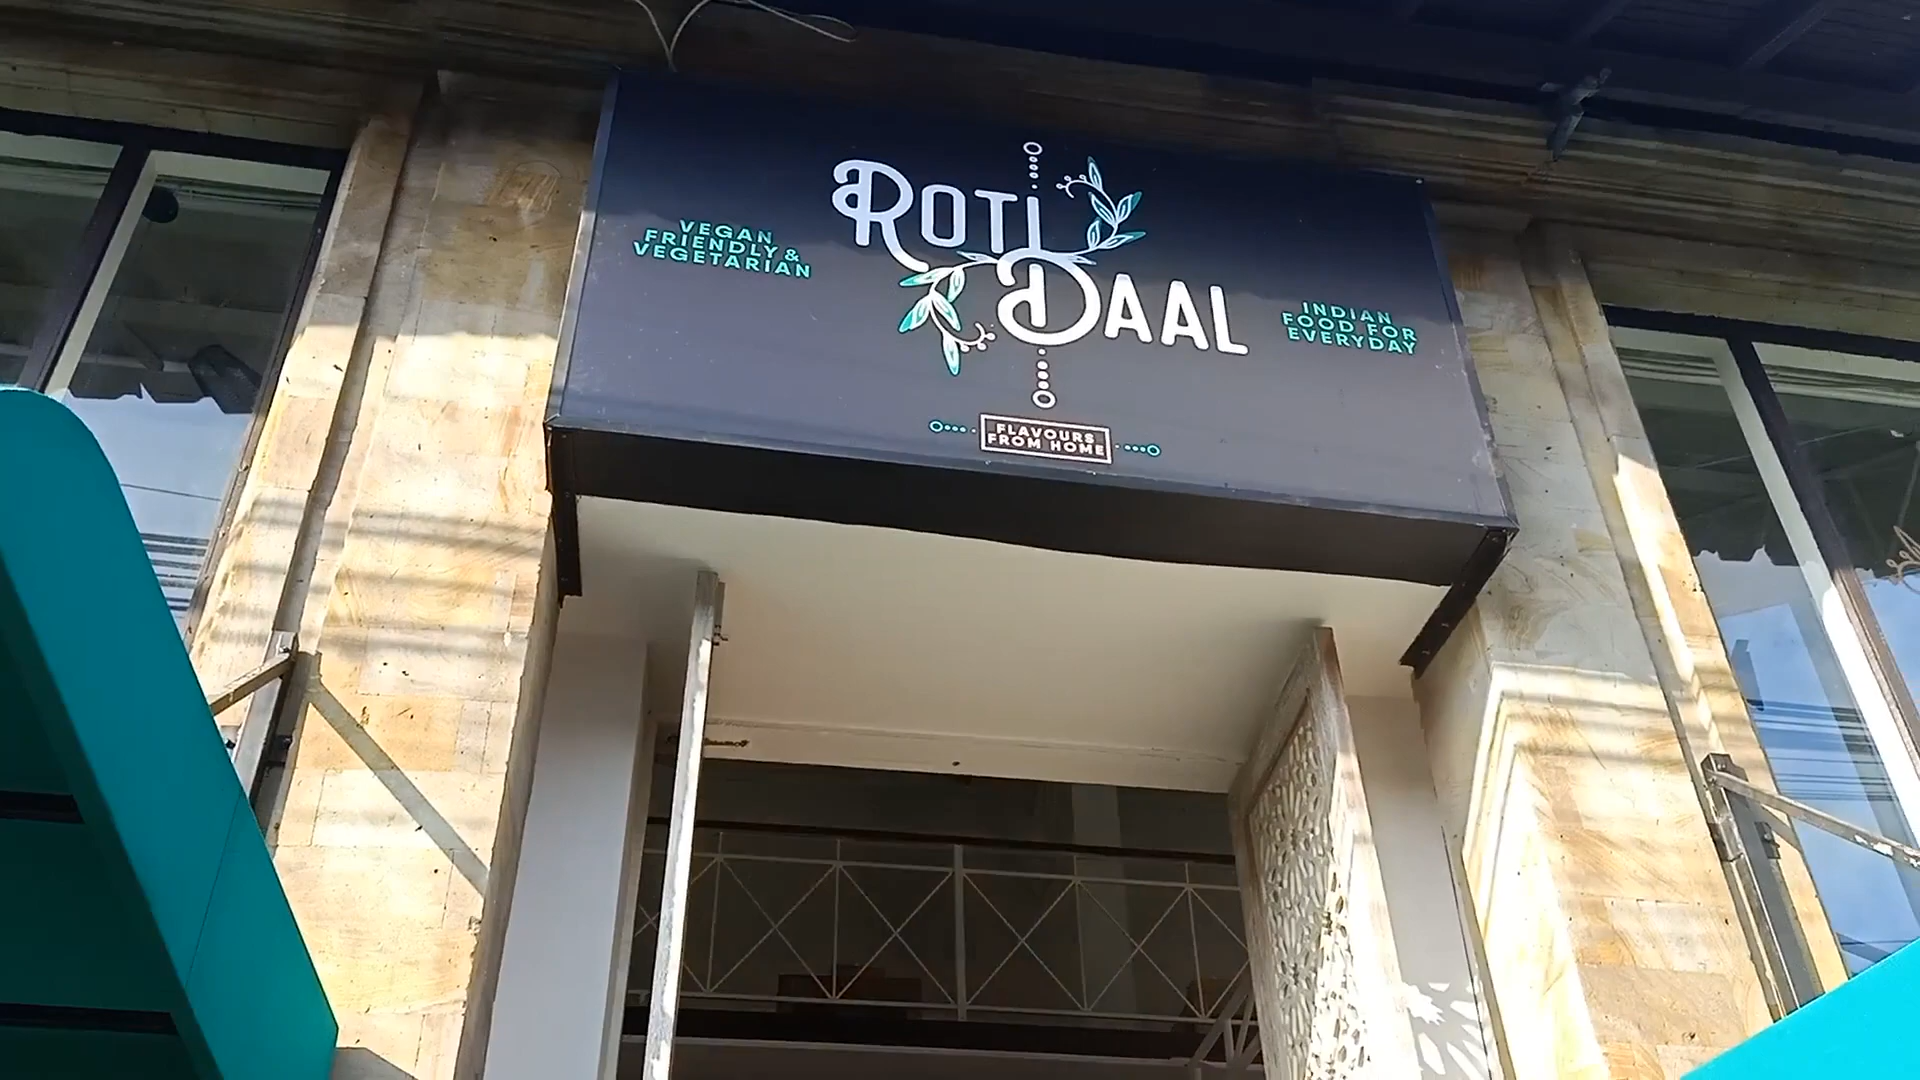 ROTI
DAAL
VEGAN
FRIENDLY &
VEGETARIAN
INDIAN
FOOD FOR
EVERYDAY
FLAVOURS
FROM HOME